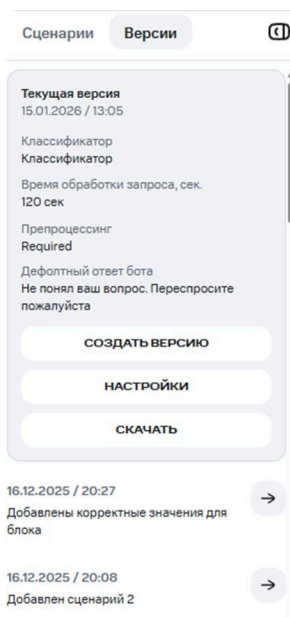 Сценарии Версии
Текущая версия
15.01.2026 / 13:05
Классификатор
Классификатор
Время обработки запроса, сек.
120 сек
Препроцессинг
Required
Дефолтный ответ бота
Не понял ваш вопрос. Переспросите
пожалуйста
СОЗДАТЬ ВЕРСИЮ
НАСТРОЙКИ
СКАЧАТЬ
16.12.2025 / 20:27
Добавлены корректные значения для
блока
16.12.2025 / 20:08
Добавлен сценарий 2